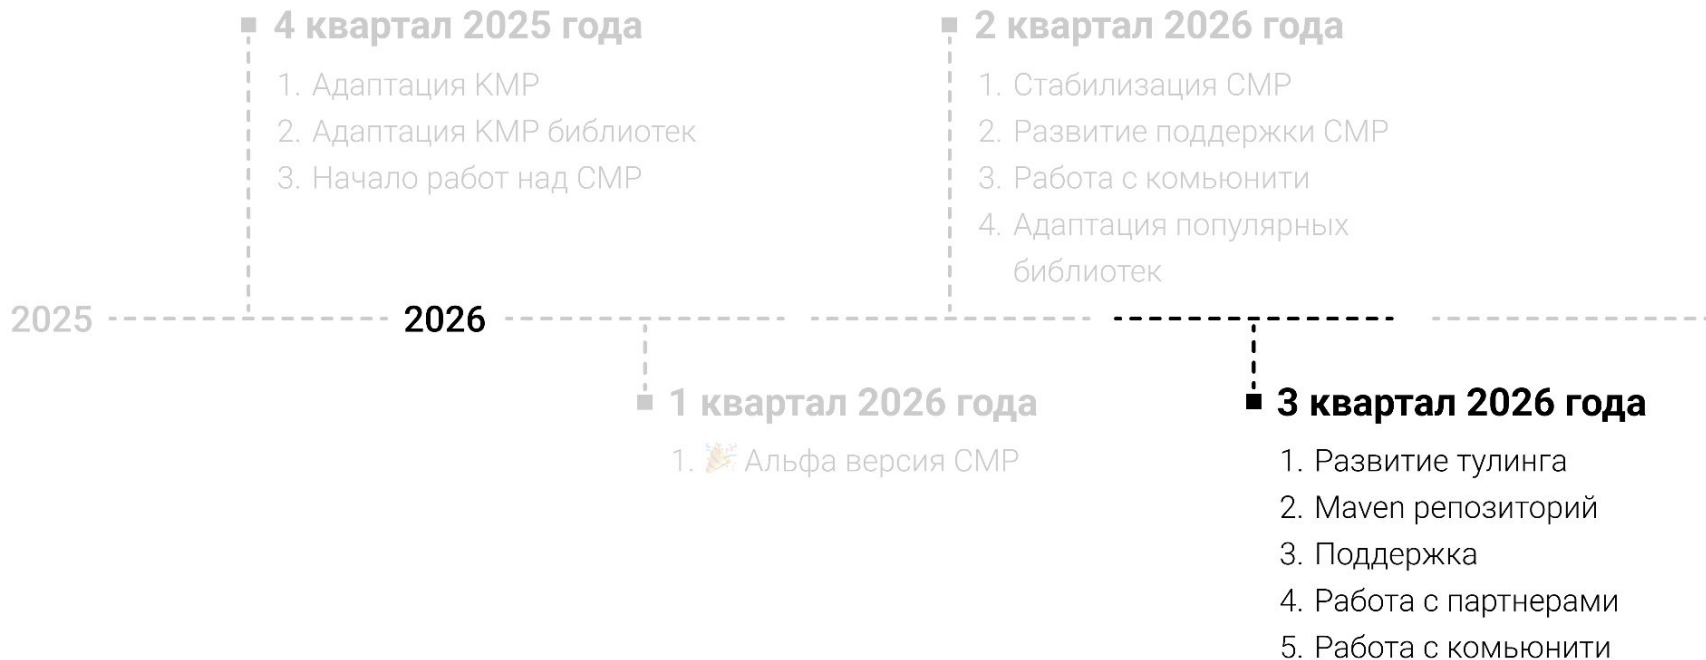 4 квартал 2025 года
1. Адаптация KMP
2. Адаптация KMP библиотек
3. Начало работ над CMP
2 квартал 2026 года
1. Стабилизация CMP
2. Развитие поддержки CMP
3. Работа с комьюнити
4. Адаптация популярных
библиотек
2025
2026
1 квартал 2026 года
1. 🎉 Альфа версия CMP
3 квартал 2026 года
1. Развитие тулинга
2. Maven репозиторий
3. Поддержка
4. Работа с партнерами
5. Работа с комьюнити